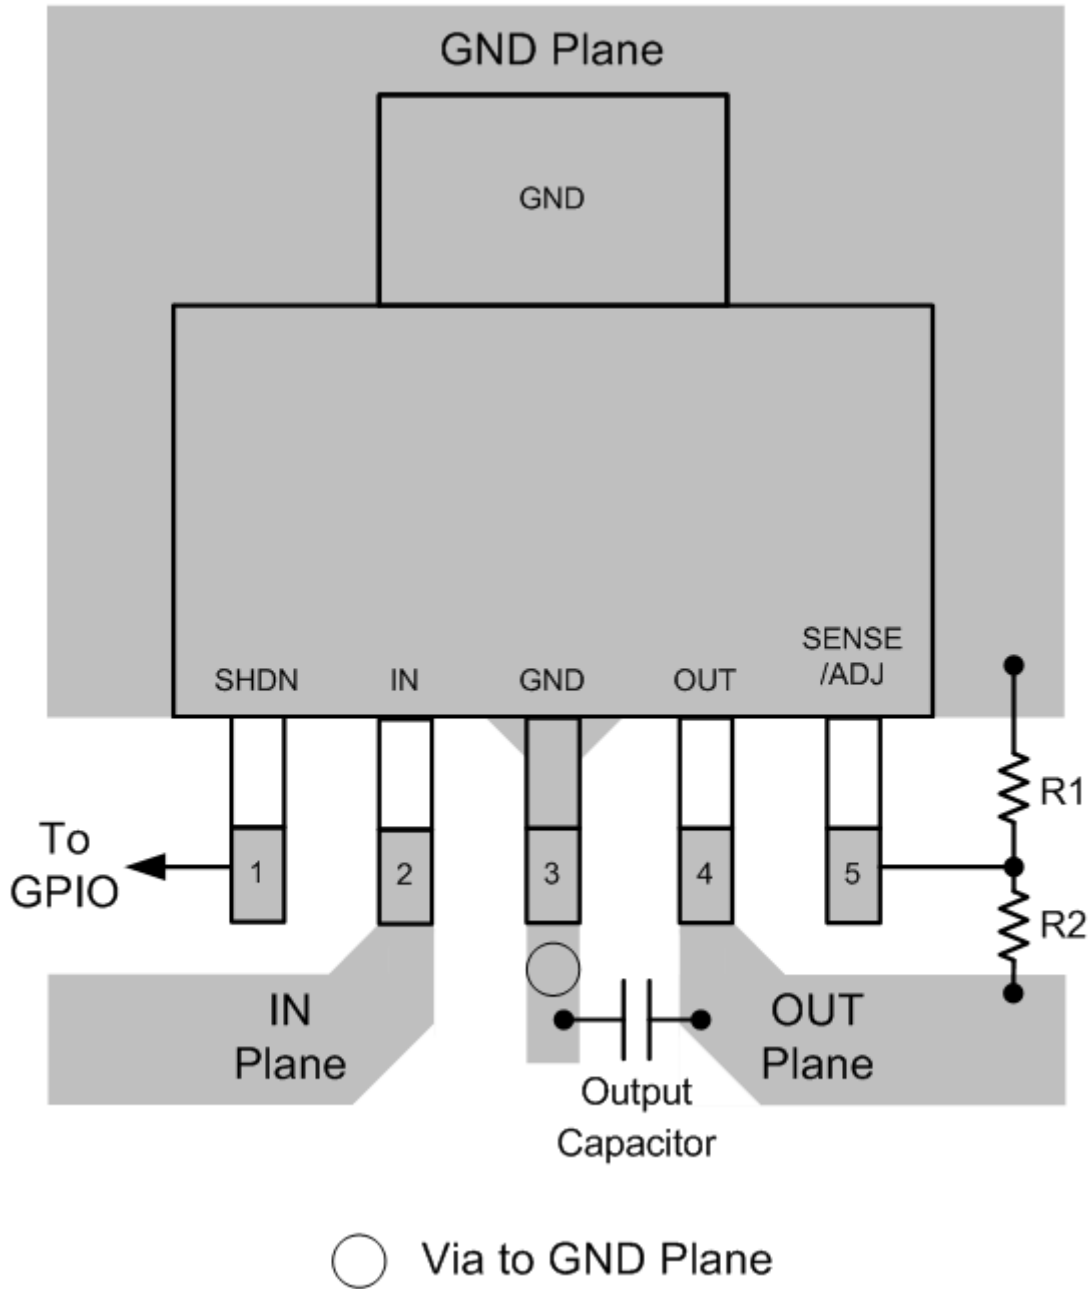 GND Plane
GND
SHDN
IN
GND
OUT
SENSE
/ADJ
R1
To
GPIO
1
2
3
4
5
R2
IN
Plane
OUT
Plane
Output
Capacitor
Via to GND Plane